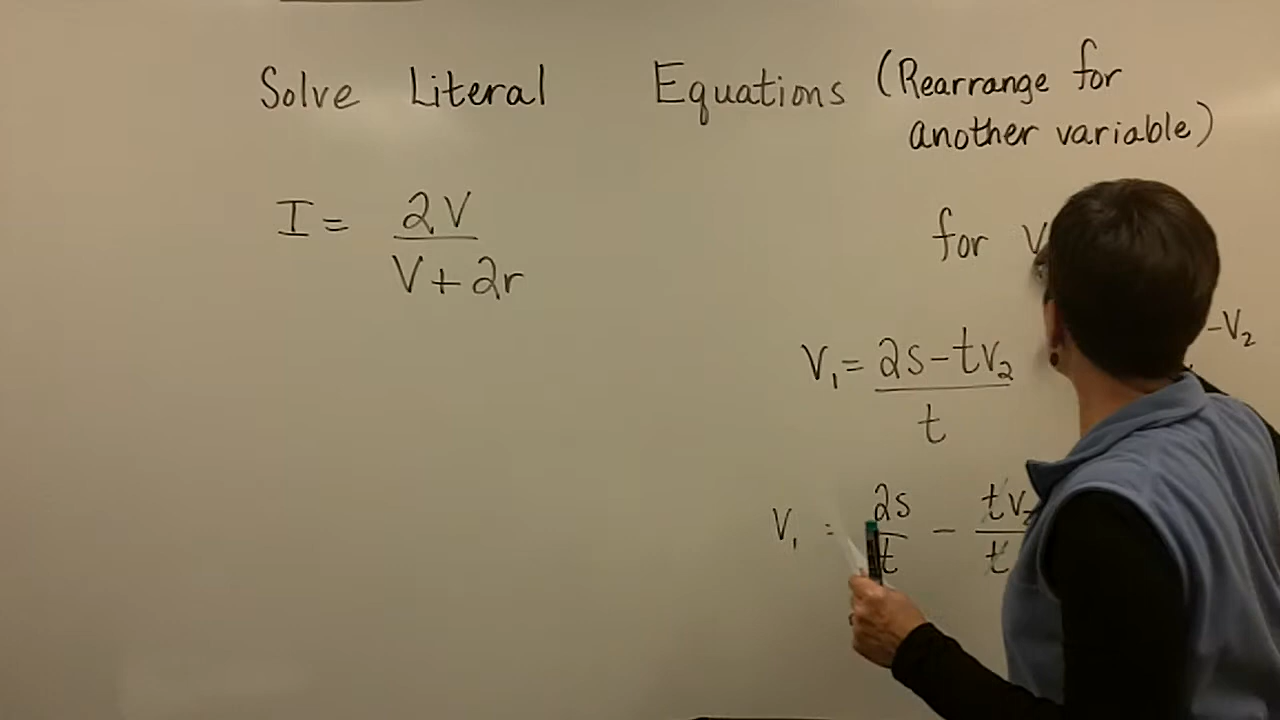 Solve Literal Equations (Rearrange for
another variable)
I = 2V
V + 2r
for V
-V₂
V₁ = 2s - tv₂
t
V₁ = 2s - tv₂
t t